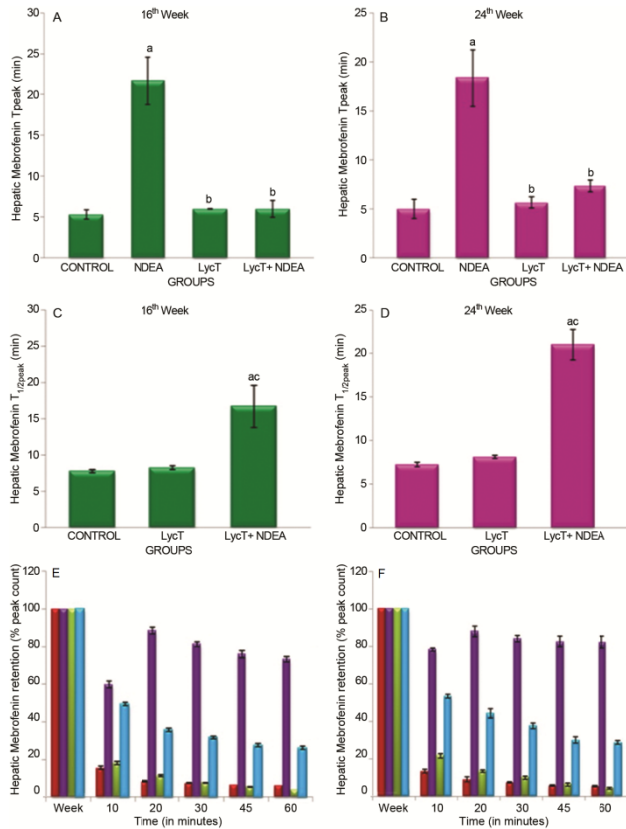 A
16th Week
Hepatic Mebrofenin Tpeak (min)
30
25
20
15
10
5
0
a
b
b
CONTROL
NDEA
LycT
LycT+ NDEA
GROUPS
B
24th Week
Hepatic Mebrofenin Tpeak (min)
25
20
15
10
5
0
a
b
b
CONTROL
NDEA
LycT
LycT+ NDEA
GROUPS
C
16th Week
Hepatic Mebrofenin T1/2peak (min)
30
25
20
15
10
5
0
ac
CONTROL
LycT
LycT+ NDEA
GROUPS
D
24th Week
Hepatic Mebrofenin T1/2peak (min)
25
20
15
10
5
0
ac
CONTROL
LycT
LycT+ NDEA
GROUPS
E
Hepatic Mebrofenin retention (% peak count)
120
100
80
60
40
20
0
Week
10
20
30
45
60
Time (in minutes)
F
Hepatic Mebrofenin retention (% peak count)
120
100
80
60
40
20
0
Week
10
20
30
45
60
Time (in minutes)